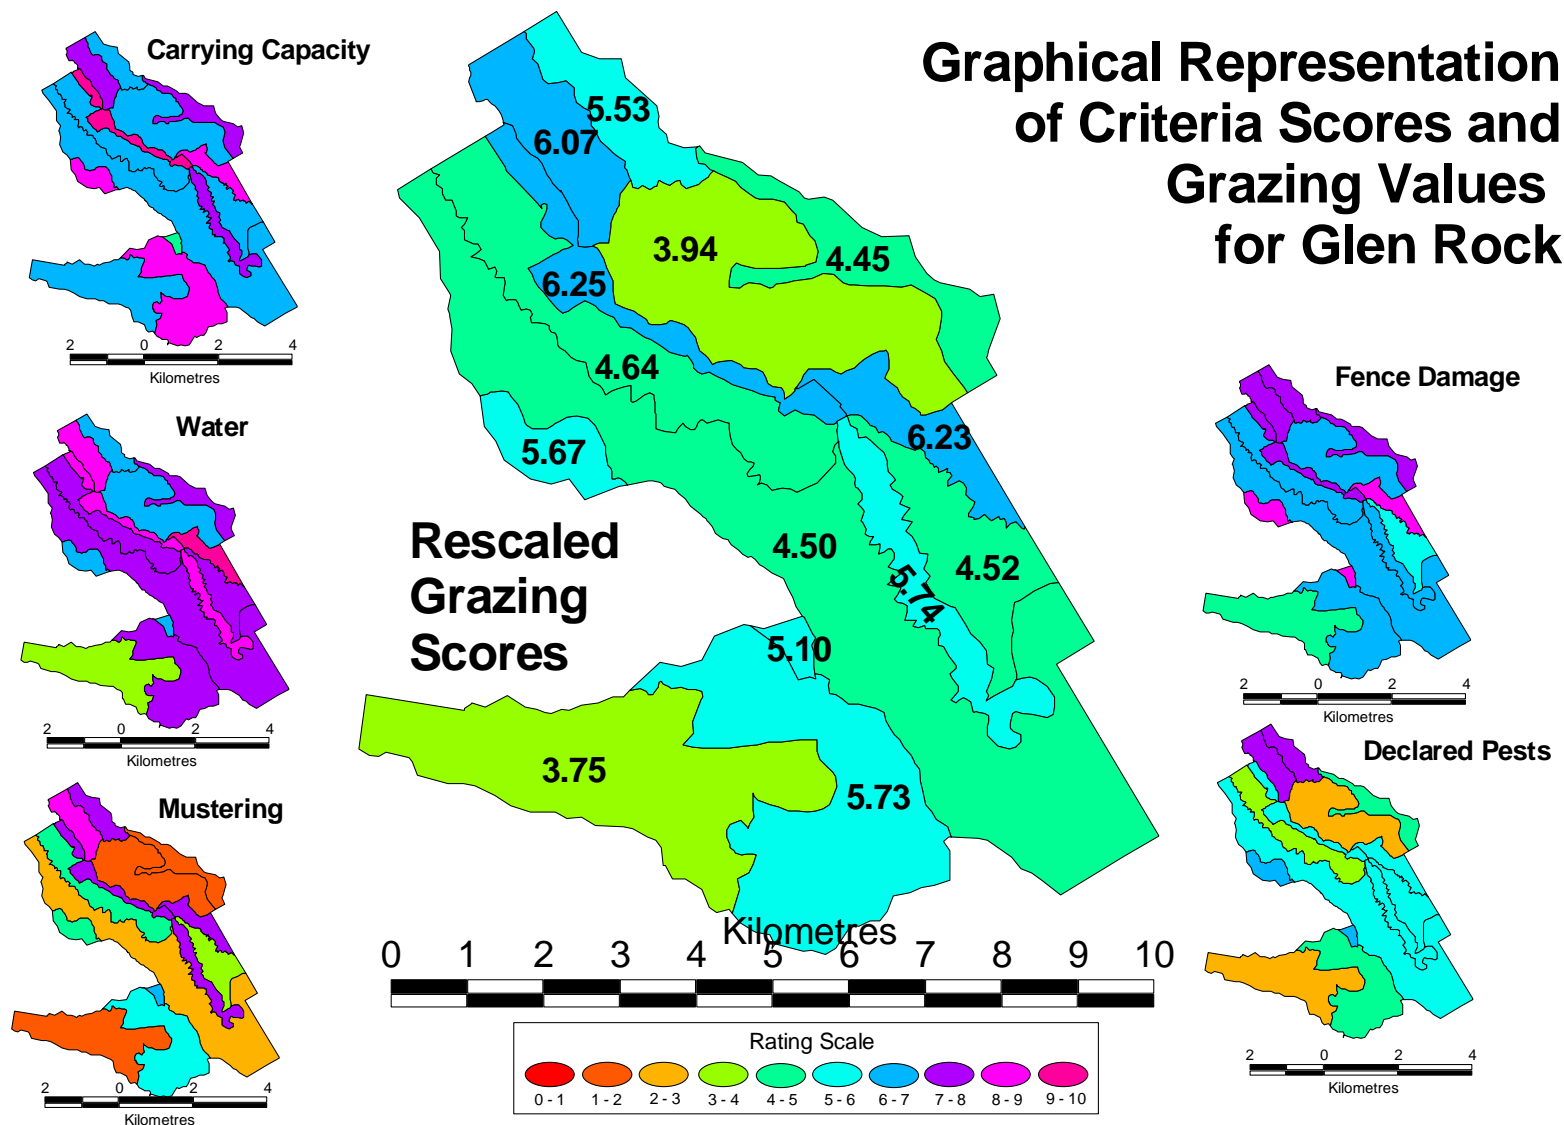 Graphical Representation
of Criteria Scores and
Grazing Values
for Glen Rock
Carrying Capacity
2 0 2 4
Kilometres
Water
2 0 2 4
Kilometres
Mustering
2 0 2 4
Kilometres
5.53
6.07
3.94
4.45
6.25
4.64
6.23
5.67
4.50
4.52
5.74
5.10
3.75
5.73
Rescaled
Grazing
Scores
Kilometres
0 1 2 3 4 5 6 7 8 9 10
Fence Damage
2 0 2 4
Kilometres
Declared Pests
2 0 2 4
Kilometres
Rating Scale
0 - 1 1 - 2 2 - 3 3 - 4 4 - 5 5 - 6 6 - 7 7 - 8 8 - 9 9 - 10